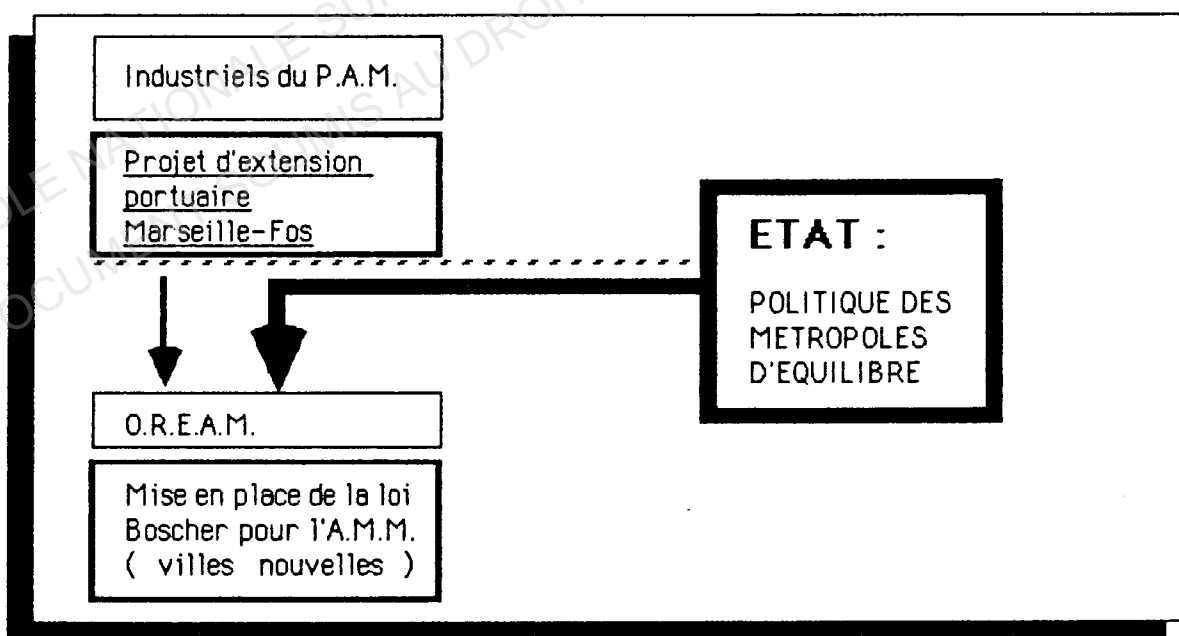 Industriels du P.A.M.
Projet d'extension
portuaire
Marseille-Fos
ETAT :
POLITIQUE DES
METROPOLES
D'EQUILIBRE
O.R.E.A.M.
Mise en place de la loi
Boscher pour l'A.M.M.
( villes nouvelles )